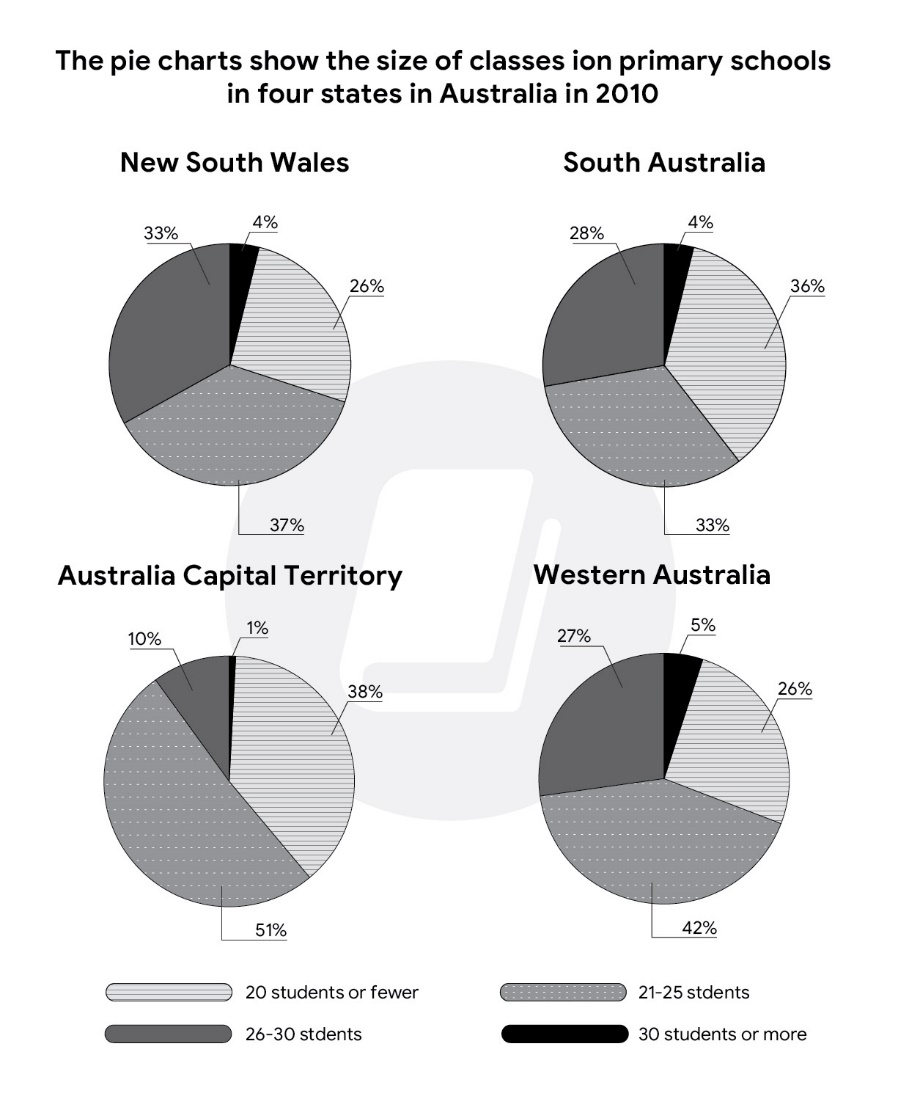 The pie charts show the size of classes ion primary schools
in four states in Australia in 2010
New South Wales
33%
4%
26%
37%
South Australia
28%
4%
36%
33%
Australia Capital Territory
10%
1%
38%
51%
Western Australia
27%
5%
26%
42%
20 students or fewer
21-25 stdents
26-30 stdents
30 students or more